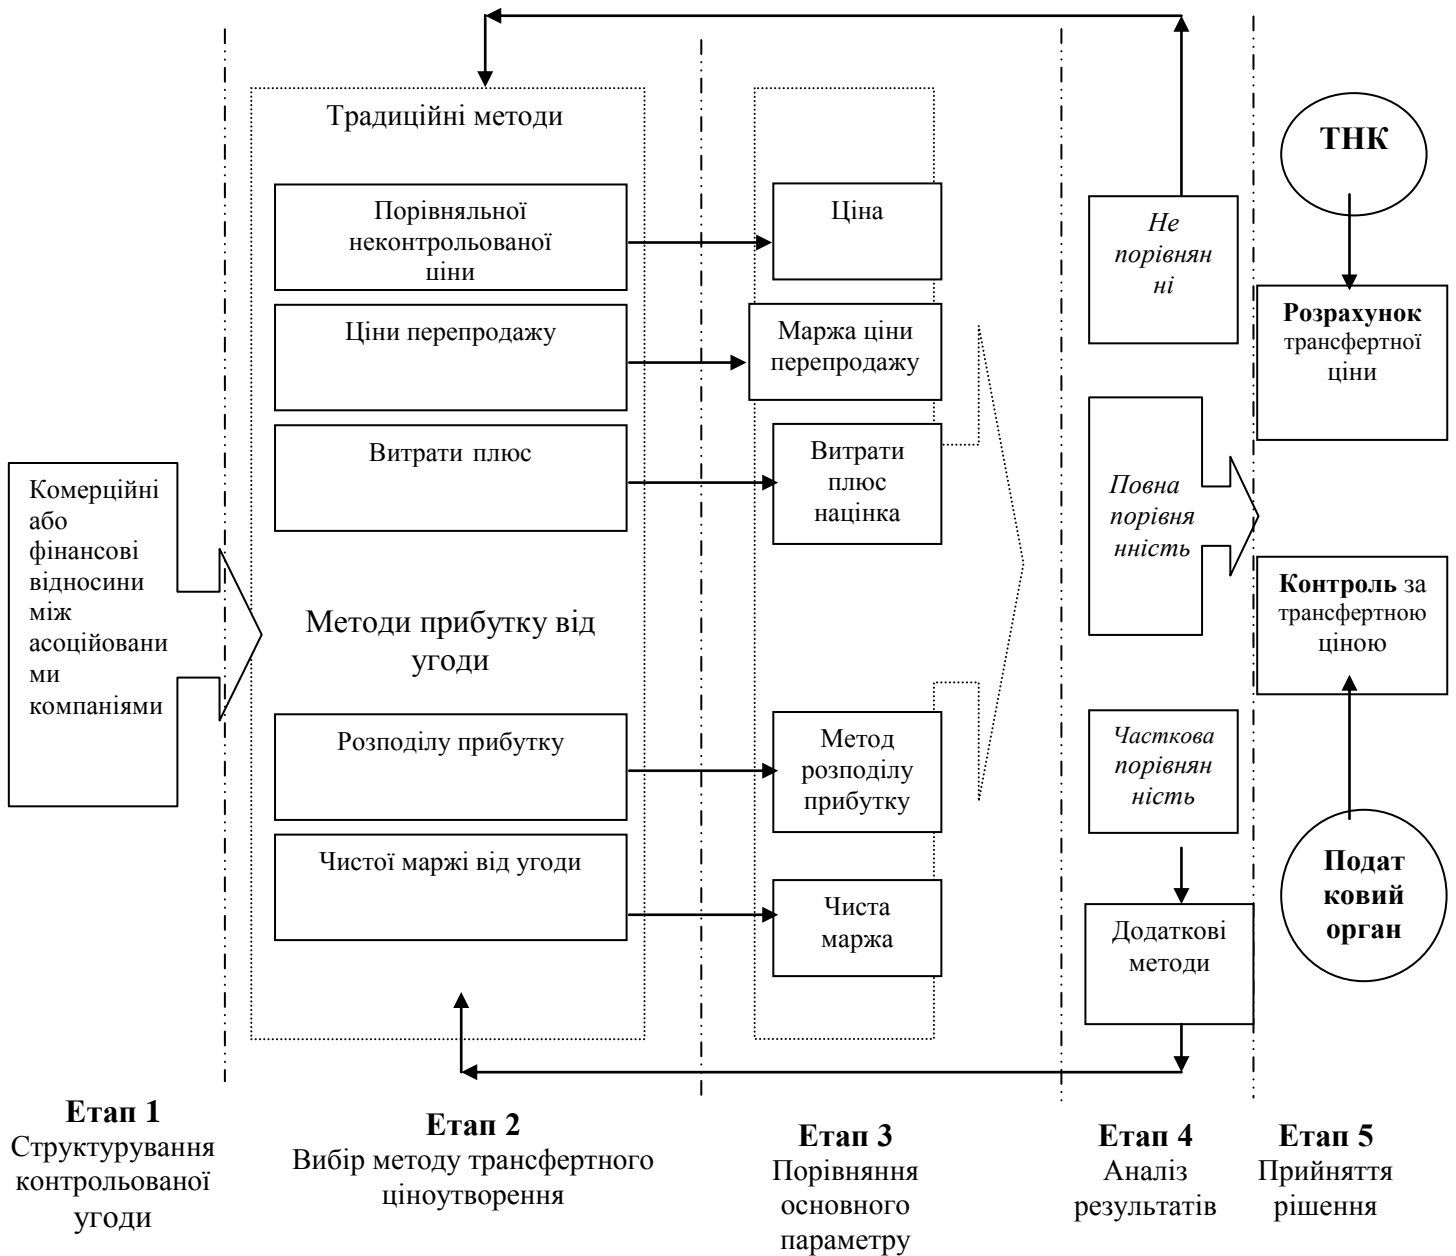 Традиційні методи
Порівняльної
неконтрольованої
ціни
Ціни перепродажу
Витрати плюс
Методи прибутку від
угоди
Розподілу прибутку
Чистої маржі від угоди
Комерційні
або
фінансові
відносини
між
асоційовани
ми
компаніями
Ціна
Маржа ціни
перепродажу
Витрати
плюс
націнка
Метод
розподілу
прибутку
Чиста
маржа
Не
порівнян
ні
Повна
порівня
нність
Часткова
порівнян
ність
Додаткові
методи
ТНК
Розрахунок
трансфертної
ціни
Контроль за
трансфертною
ціною
Подат
ковий
орган
Етап 1
Структурування
контрольованої
угоди
Етап 2
Вибір методу трансфертного
ціноутворення
Етап 3
Порівняння
основного
параметру
Етап 4
Аналіз
результатів
Етап 5
Прийняття
рішення